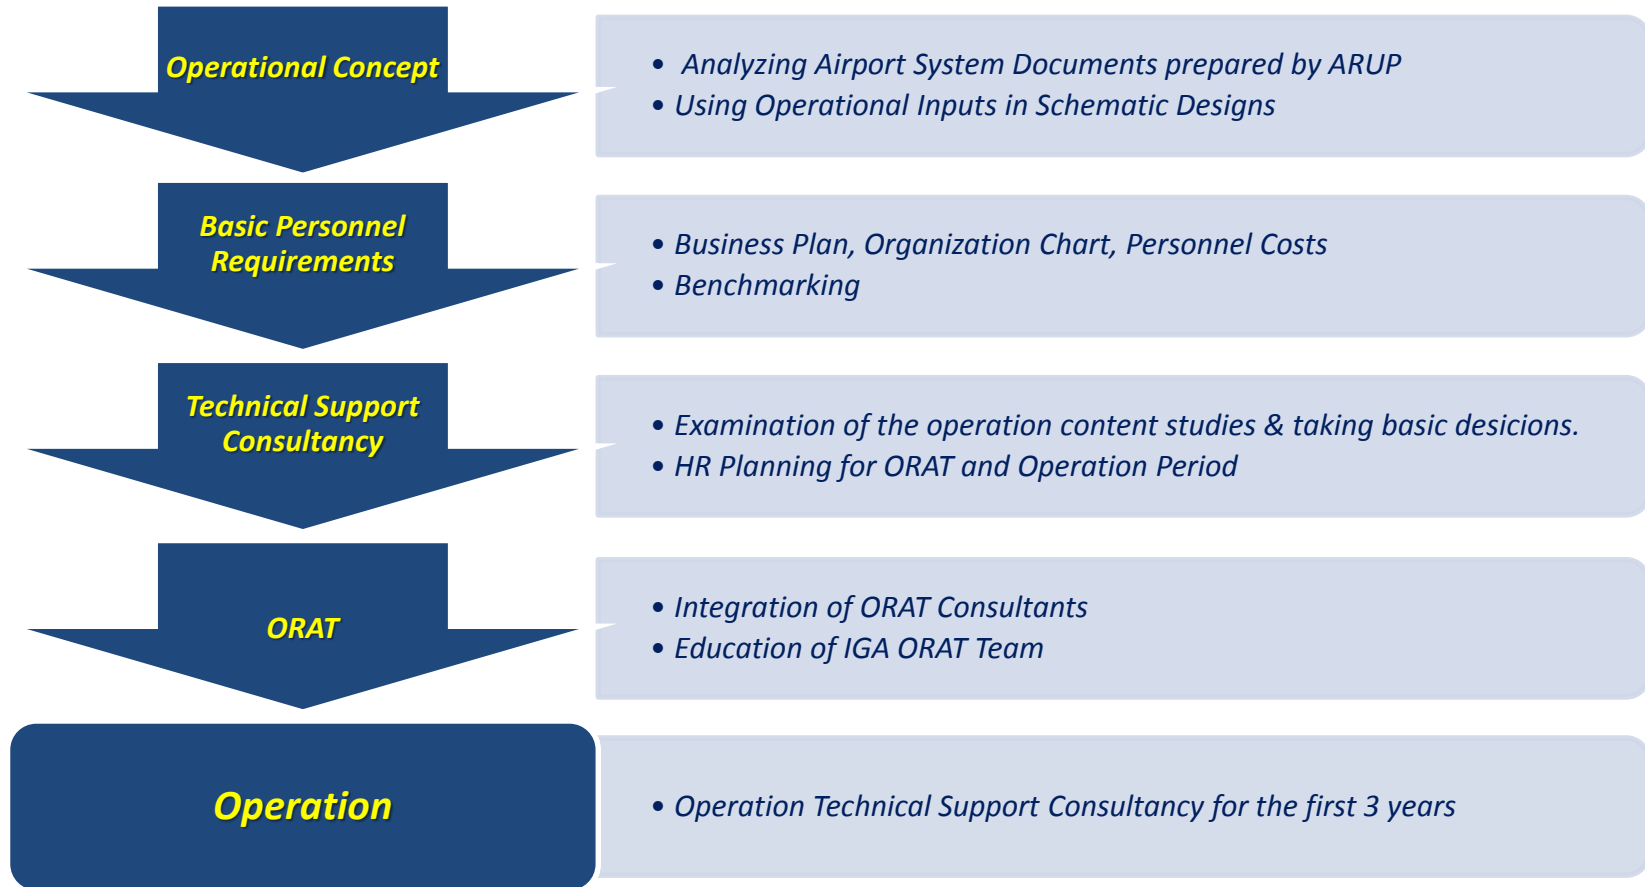 Operational Concept
• Analyzing Airport System Documents prepared by ARUP
• Using Operational Inputs in Schematic Designs
Basic Personnel
Requirements
• Business Plan, Organization Chart, Personnel Costs
• Benchmarking
Technical Support
Consultancy
• Examination of the operation content studies & taking basic desicions.
• HR Planning for ORAT and Operation Period
ORAT
• Integration of ORAT Consultants
• Education of IGA ORAT Team
Operation
• Operation Technical Support Consultancy for the first 3 years